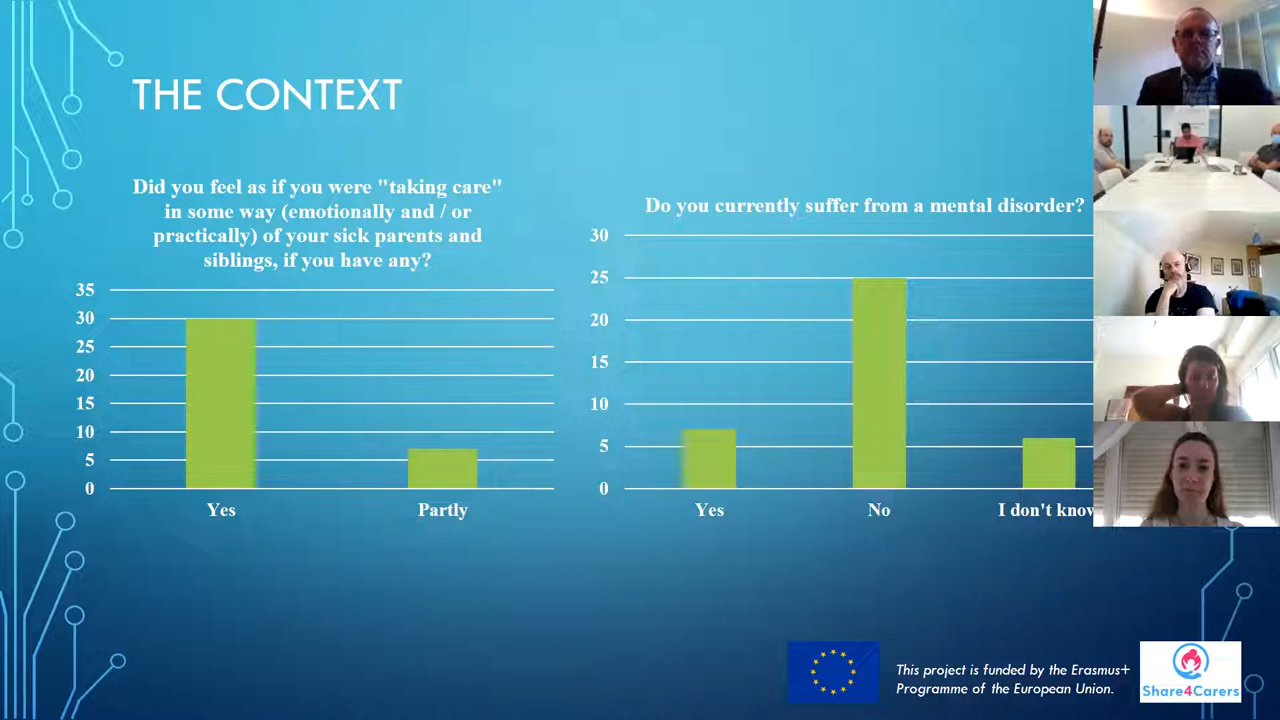 THE CONTEXT
Did you feel as if you were "taking care"
in some way (emotionally and / or
practically) of your sick parents and
siblings, if you have any?
35
30
25
20
15
10
5
0
Yes
Partly
Do you currently suffer from a mental disorder?
30
25
20
15
10
5
0
Yes
No
I don't know
This project is funded by the Erasmus+
Programme of the European Union.
Share4Carers